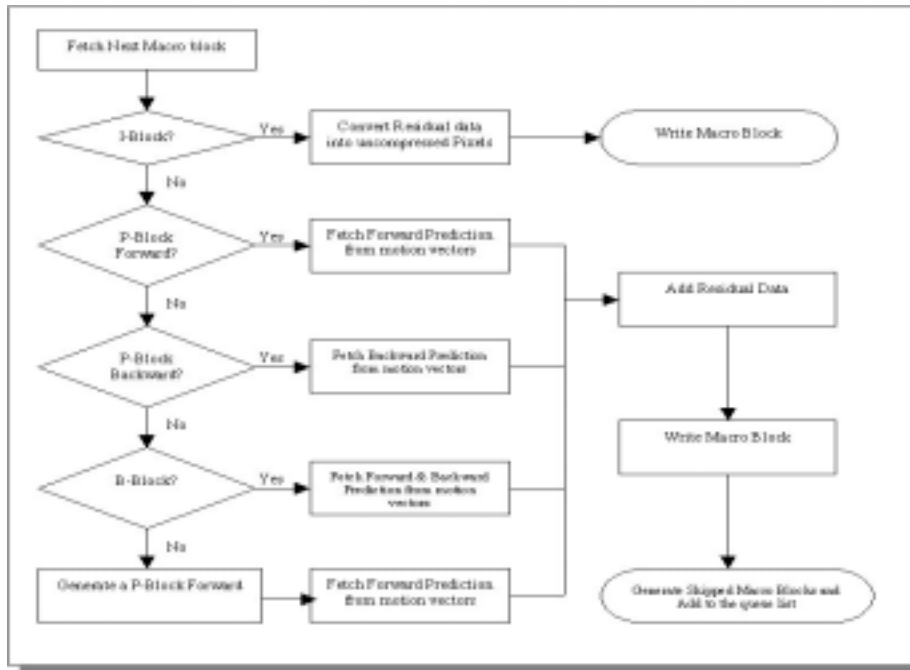 Fetch Next Macro block
I-Block?
Yes
Convert Residual data
into uncompressed Pixels
Write Macro Block
No
P-Block
Forward?
Yes
Fetch Forward Prediction
from motion vectors
Add Residual Data
No
P-Block
Backward?
Yes
Fetch Backward Prediction
from motion vectors
No
Write Macro Block
B-Block?
Yes
Fetch Forward & Backward
Prediction from motion
vectors
No
Generate a P-Block Forward
Fetch Forward Prediction
from motion vectors
Generate Skipped Macro Blocks and
Add to the queue list